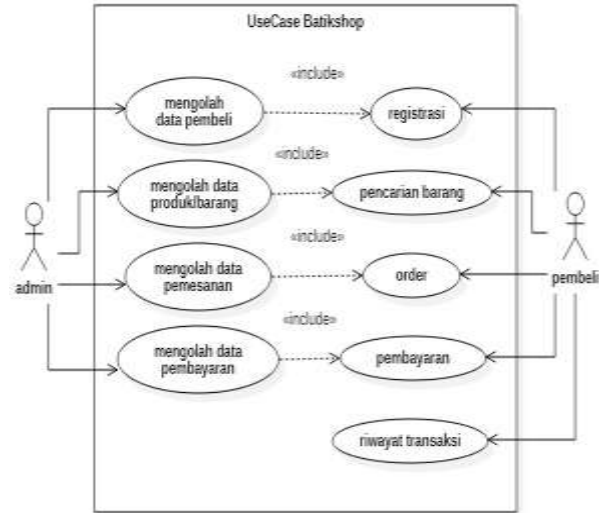 UseCase Batikshop
«include»
mengolah
data pembeli
registrasi
«include»
mengolah data
produk/barang
pencarian barang
«include»
admin
mengolah data
pemesanan
order
pembeli
«include»
mengolah data
pembayaran
pembayaran
riwayat transaksi